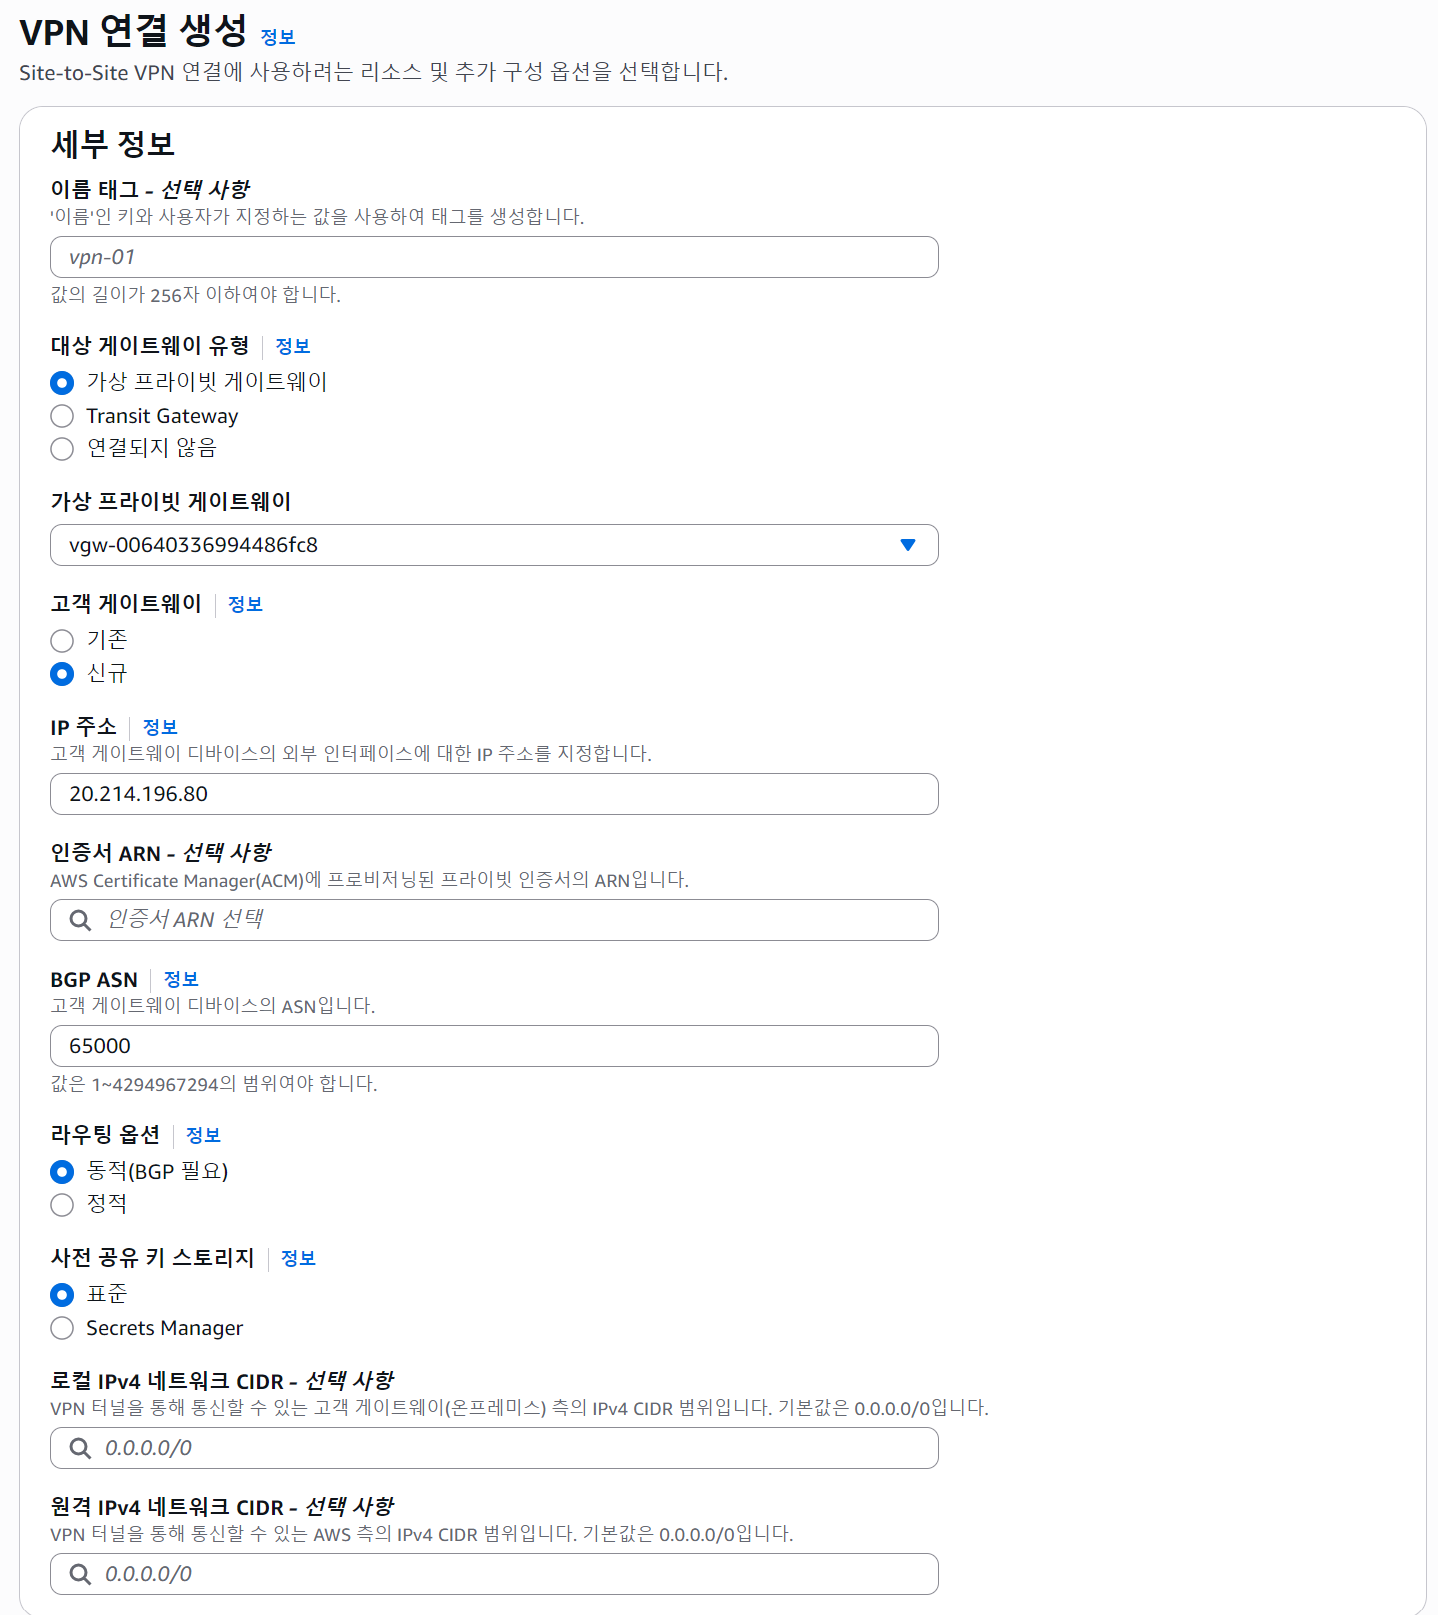 VPN 연결 생성 정보
Site-to-Site VPN 연결에 사용하려는 리소스 및 추가 구성 옵션을 선택합니다.
세부 정보
이름 태그 - 선택 사항
'이름'인 키와 사용자가 지정하는 값을 사용하여 태그를 생성합니다.
vpn-01
값의 길이가 256자 이하여야 합니다.
대상 게이트웨이 유형 정보
가상 프라이빗 게이트웨이
Transit Gateway
연결되지 않음
가상 프라이빗 게이트웨이
vgw-00640336994486fc8
고객 게이트웨이 정보
기존
신규
IP 주소 정보
고객 게이트웨이 디바이스의 외부 인터페이스에 대한 IP 주소를 지정합니다.
20.214.196.80
인증서 ARN - 선택 사항
AWS Certificate Manager(ACM)에 프로비저닝된 프라이빗 인증서의 ARN입니다.
인증서 ARN 선택
BGP ASN 정보
고객 게이트웨이 디바이스의 ASN입니다.
65000
값은 1~4294967294의 범위여야 합니다.
라우팅 옵션 정보
동적(BGP 필요)
정적
사전 공유 키 스토리지 정보
표준
Secrets Manager
로컬 IPv4 네트워크 CIDR - 선택 사항
VPN 터널을 통해 통신할 수 있는 고객 게이트웨이(온프레미스) 측의 IPv4 CIDR 범위입니다. 기본값은 0.0.0.0/0입니다.
0.0.0.0/0
원격 IPv4 네트워크 CIDR - 선택 사항
VPN 터널을 통해 통신할 수 있는 AWS 측의 IPv4 CIDR 범위입니다. 기본값은 0.0.0.0/0입니다.
0.0.0.0/0